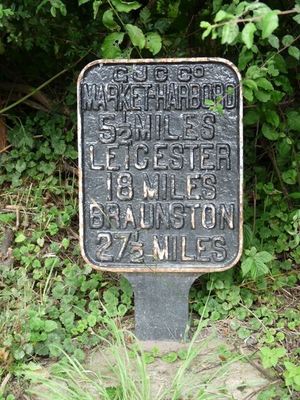 G.J.C. Co
MARKET-HARBORO
5½ MILES
LEICESTER
18 MILES
BRAUNSTON
27½ MILES